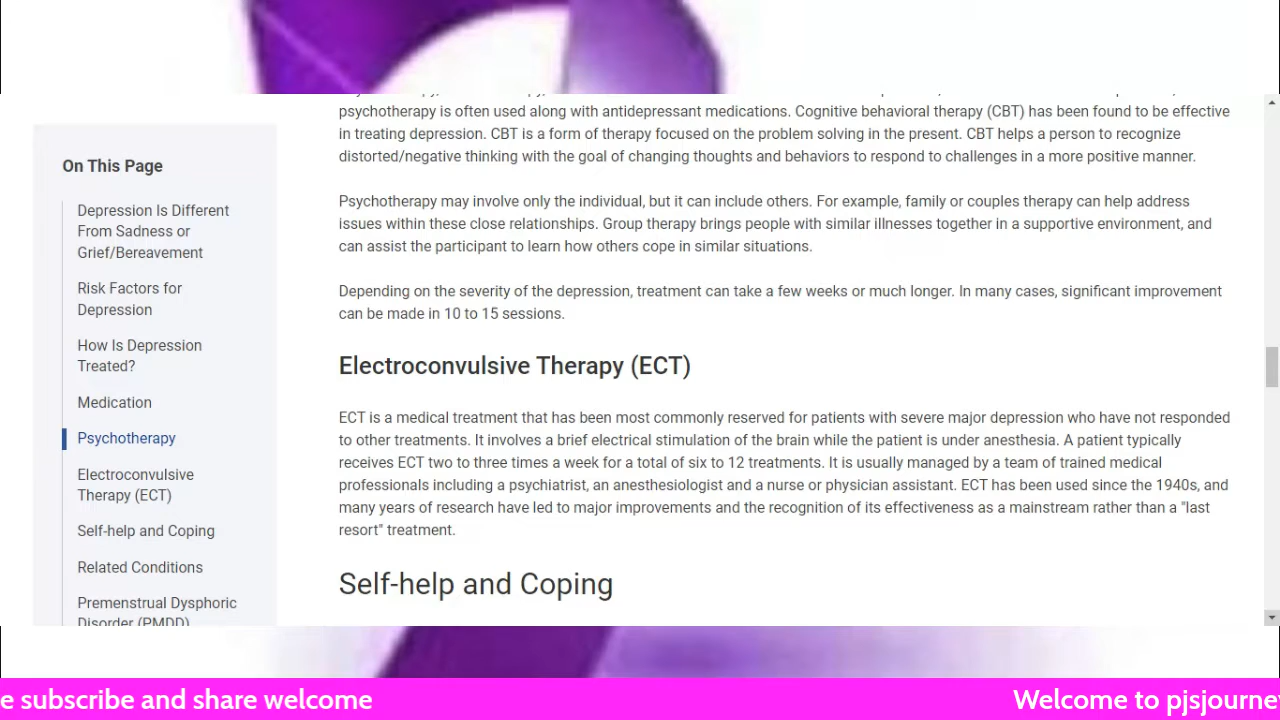 On This Page
Depression Is Different
From Sadness or
Grief/Bereavement
Risk Factors for
Depression
How Is Depression
Treated?
Medication
Psychotherapy
Electroconvulsive
Therapy (ECT)
Self-help and Coping
Related Conditions
Premenstrual Dysphoric
Disorder (PMDD)
psychotherapy is often used along with antidepressant medications. Cognitive behavioral therapy (CBT) has been found to be effective
in treating depression. CBT is a form of therapy focused on the problem solving in the present. CBT helps a person to recognize
distorted/negative thinking with the goal of changing thoughts and behaviors to respond to challenges in a more positive manner.
Psychotherapy may involve only the individual, but it can include others. For example, family or couples therapy can help address
issues within these close relationships. Group therapy brings people with similar illnesses together in a supportive environment, and
can assist the participant to learn how others cope in similar situations.
Depending on the severity of the depression, treatment can take a few weeks or much longer. In many cases, significant improvement
can be made in 10 to 15 sessions.
Electroconvulsive Therapy (ECT)
ECT is a medical treatment that has been most commonly reserved for patients with severe major depression who have not responded
to other treatments. It involves a brief electrical stimulation of the brain while the patient is under anesthesia. A patient typically
receives ECT two to three times a week for a total of six to 12 treatments. It is usually managed by a team of trained medical
professionals including a psychiatrist, an anesthesiologist and a nurse or physician assistant. ECT has been used since the 1940s, and
many years of research have led to major improvements and the recognition of its effectiveness as a mainstream rather than a "last
resort" treatment.
Self-help and Coping
e subscribe and share welcome
Welcome to pjsjourney